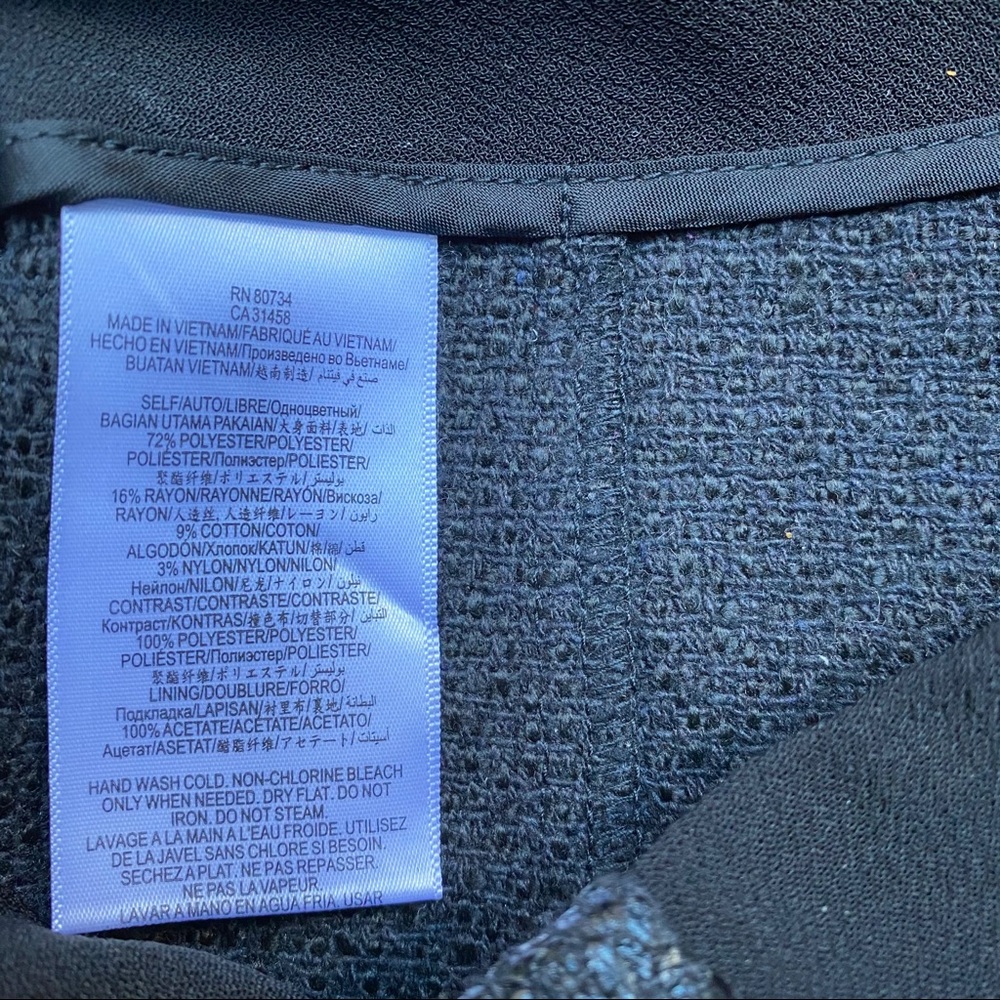 RN 80734
CA 31458
MADE IN VIETNAM/FABRIQUÉ AU VIETNAM/
HECHO EN VIETNAM/Произведено во Вьетнаме/
BUATAN VIETNAM/越南制造/ صنع في فيتنام
SELF/AUTO/LIBRE/Одноцветный/
BAGIAN UTAMA PAKAIAN/大身面料/表地/ الذات
72% POLYESTER/POLYESTER/
POLIÉSTER/Полиэстер/POLIESTER/
聚酯纤维/ポリエステル/ بوليستر
16% RAYON/RAYONNE/RAYÓN/Вискоза/
RAYON/人造丝, 人造纤维/レーヨン/ رايون
9% COTTON/COTON/
ALGODÓN/Хлопок/KATUN/棉/綿/ قطن
3% NYLON/NYLON/NILON/
Нейлон/NILON/尼龙/ナイロン/ نيلون
CONTRAST/CONTRASTE/CONTRASTE/
Контраст/KONTRAS/撞色布/切替部分/ التباين
100% POLYESTER/POLYESTER/
POLIÉSTER/Полиэстер/POLIESTER/
聚酯纤维/ポリエステル/ بوليستر
LINING/DOUBLURE/FORRO/
Подкладка/LAPISAN/衬里布/裏地/ البطانة
100% ACETATE/ACÉTATE/ACETATO/
Ацетат/ASETAT/醋酯纤维/アセテート/ أسيتات
HAND WASH COLD. NON-CHLORINE BLEACH
ONLY WHEN NEEDED. DRY FLAT. DO NOT
IRON. DO NOT STEAM.
LAVAGE A LA MAIN A L'EAU FROIDE. UTILISEZ
DE LA JAVEL SANS CHLORE SI BESOIN.
SECHEZ A PLAT. NE PAS REPASSER.
NE PAS LA VAPEUR.
LAVAR A MANO EN AGUA FRIA. USAR